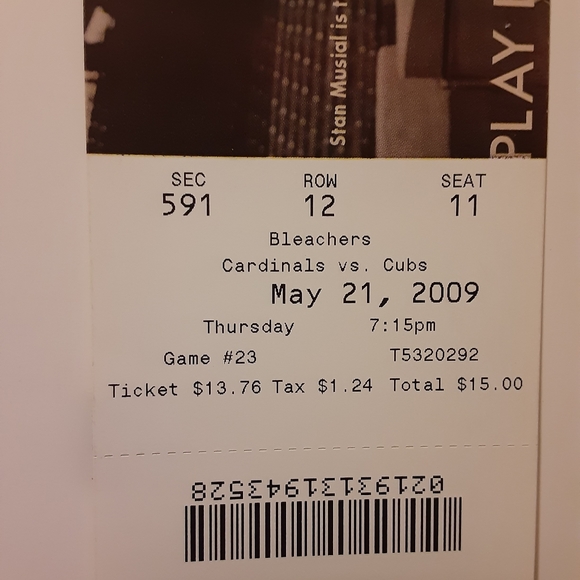 Stan Musial is
PLAY
SEC ROW SEAT
591 12 11
Bleachers
Cardinals vs. Cubs
May 21, 2009
Thursday 7:15pm
Game #23 T5320292
Ticket $13.76 Tax $1.24 Total $15.00